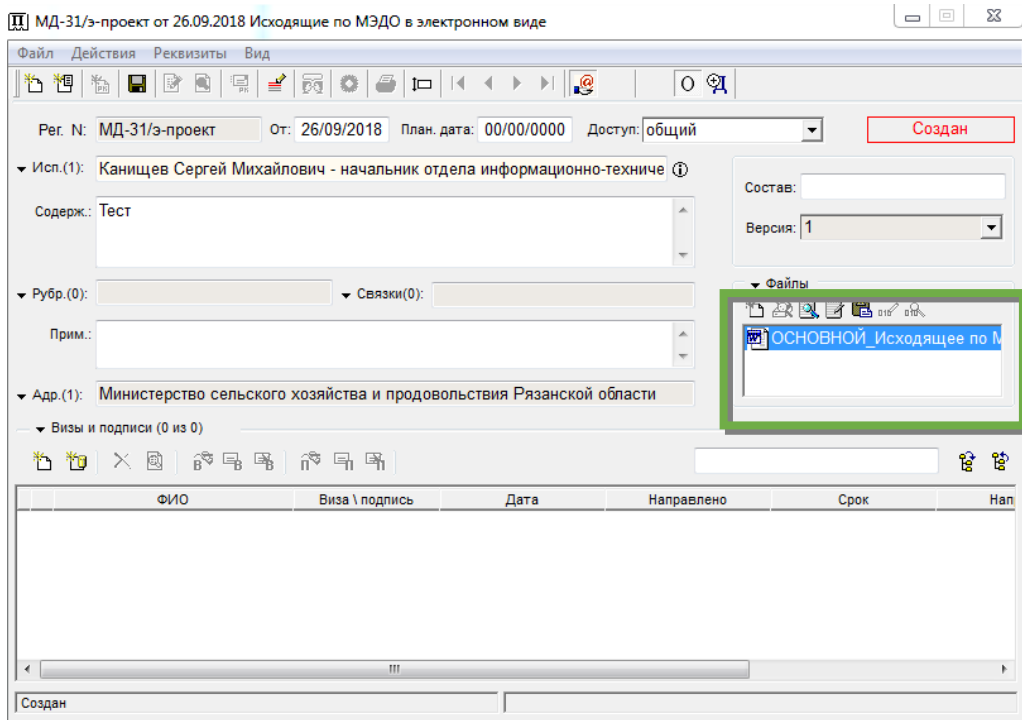 МД-31/э-проект от 26.09.2018 Исходящие по МЭДО в электронном виде
Файл Действия Реквизиты Вид
О
Рег. N: МД-31/э-проект От: 26/09/2018 План. дата: 00/00/0000 Доступ: общий Создан
Исп.(1): Канищев Сергей Михайлович - начальник отдела информационно-техниче
Состав:
Содерж.: Тест
Версия: 1
Файлы
Рубр.(0): Связки(0):
Прим.:
ОСНОВНОЙ_Исходящее по М
Адр.(1): Министерство сельского хозяйства и продовольствия Рязанской области
Визы и подписи (0 из 0)
ФИО Виза \ подпись Дата Направлено Срок Нап
Создан